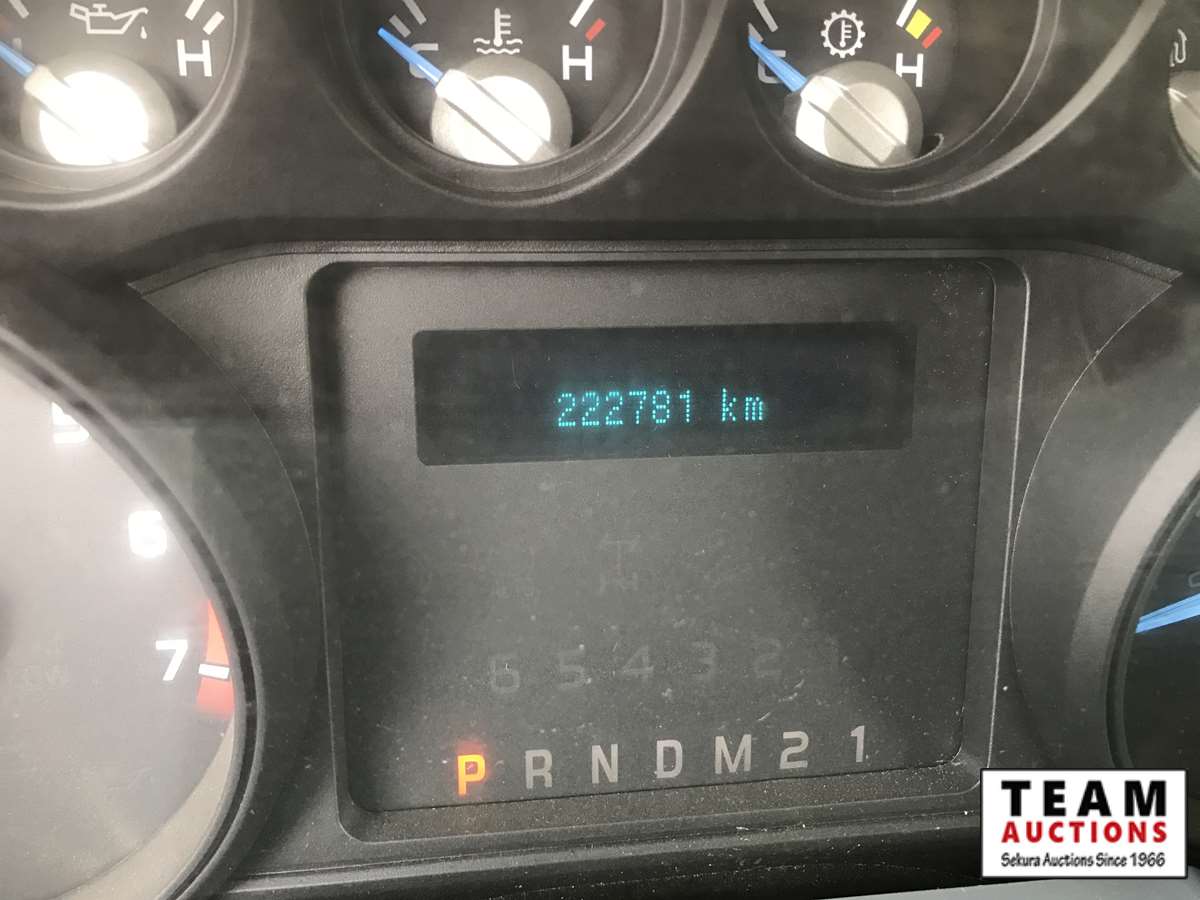 H
C
H
C
H
222781 km
5
6
7
6 5 4 3 2 1
P R N D M 2 1
TEAM
AUCTIONS
Sekura Auctions Since 1966